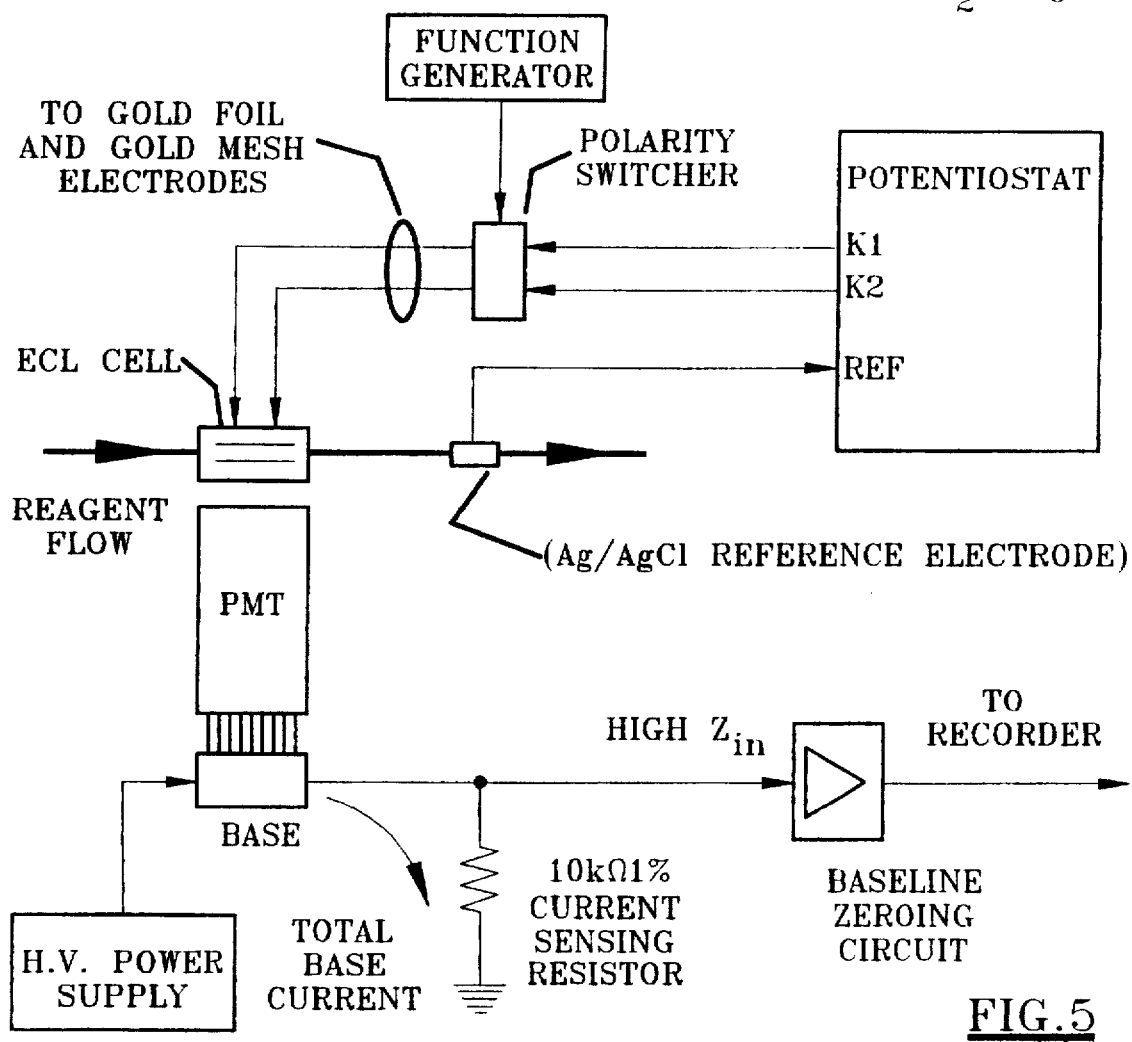 2
FUNCTION
GENERATOR
TO GOLD FOIL
AND GOLD MESH
ELECTRODES
POLARITY
SWITCHER
POTENTIOSTAT
K1
K2
REF
ECL CELL
REAGENT
FLOW
(Ag/AgCl REFERENCE ELECTRODE)
PMT
HIGH Zin
TO
RECORDER
BASE
10kΩ1%
CURRENT
SENSING
RESISTOR
BASELINE
ZEROING
CIRCUIT
TOTAL
BASE
CURRENT
H.V. POWER
SUPPLY
FIG.5